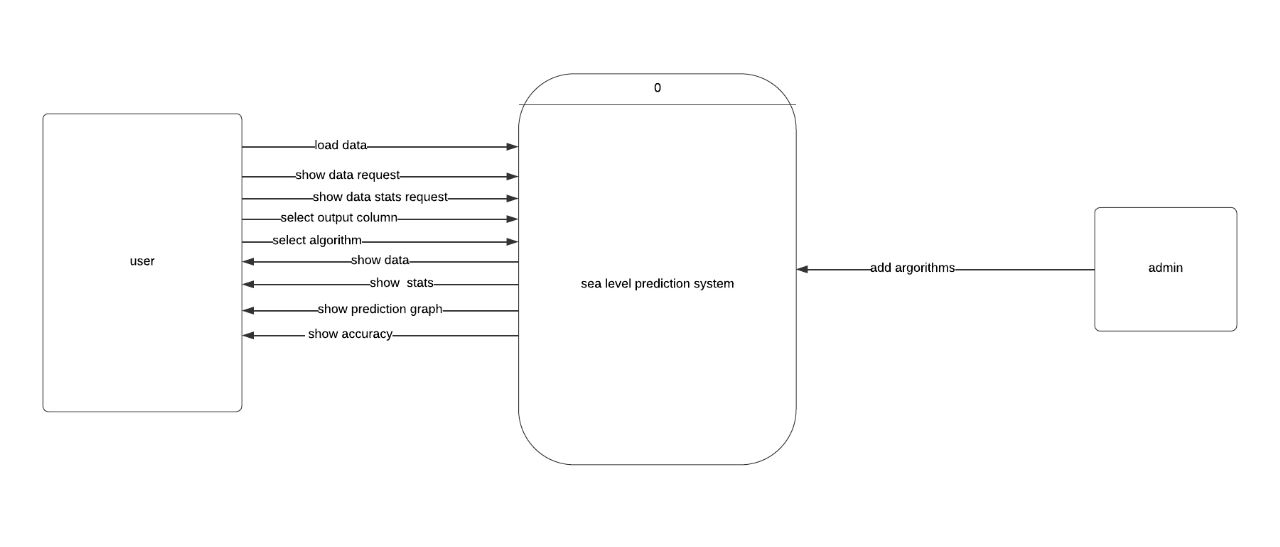 0
load data
show data request
show data stats request
select output column
select algorithm
show data
show  stats
show prediction graph
show accuracy
user
sea level prediction system
add argorithms
admin